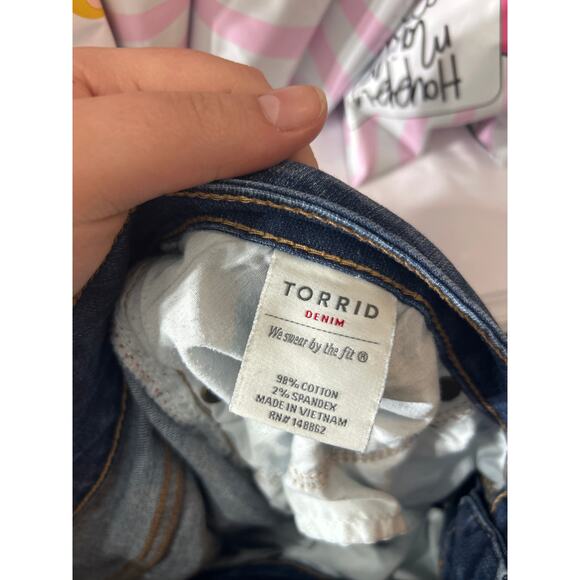 TORRID
DENIM
We swear by the fit ®
98% COTTON
2% SPANDEX
MADE IN VIETNAM
RN# 148862